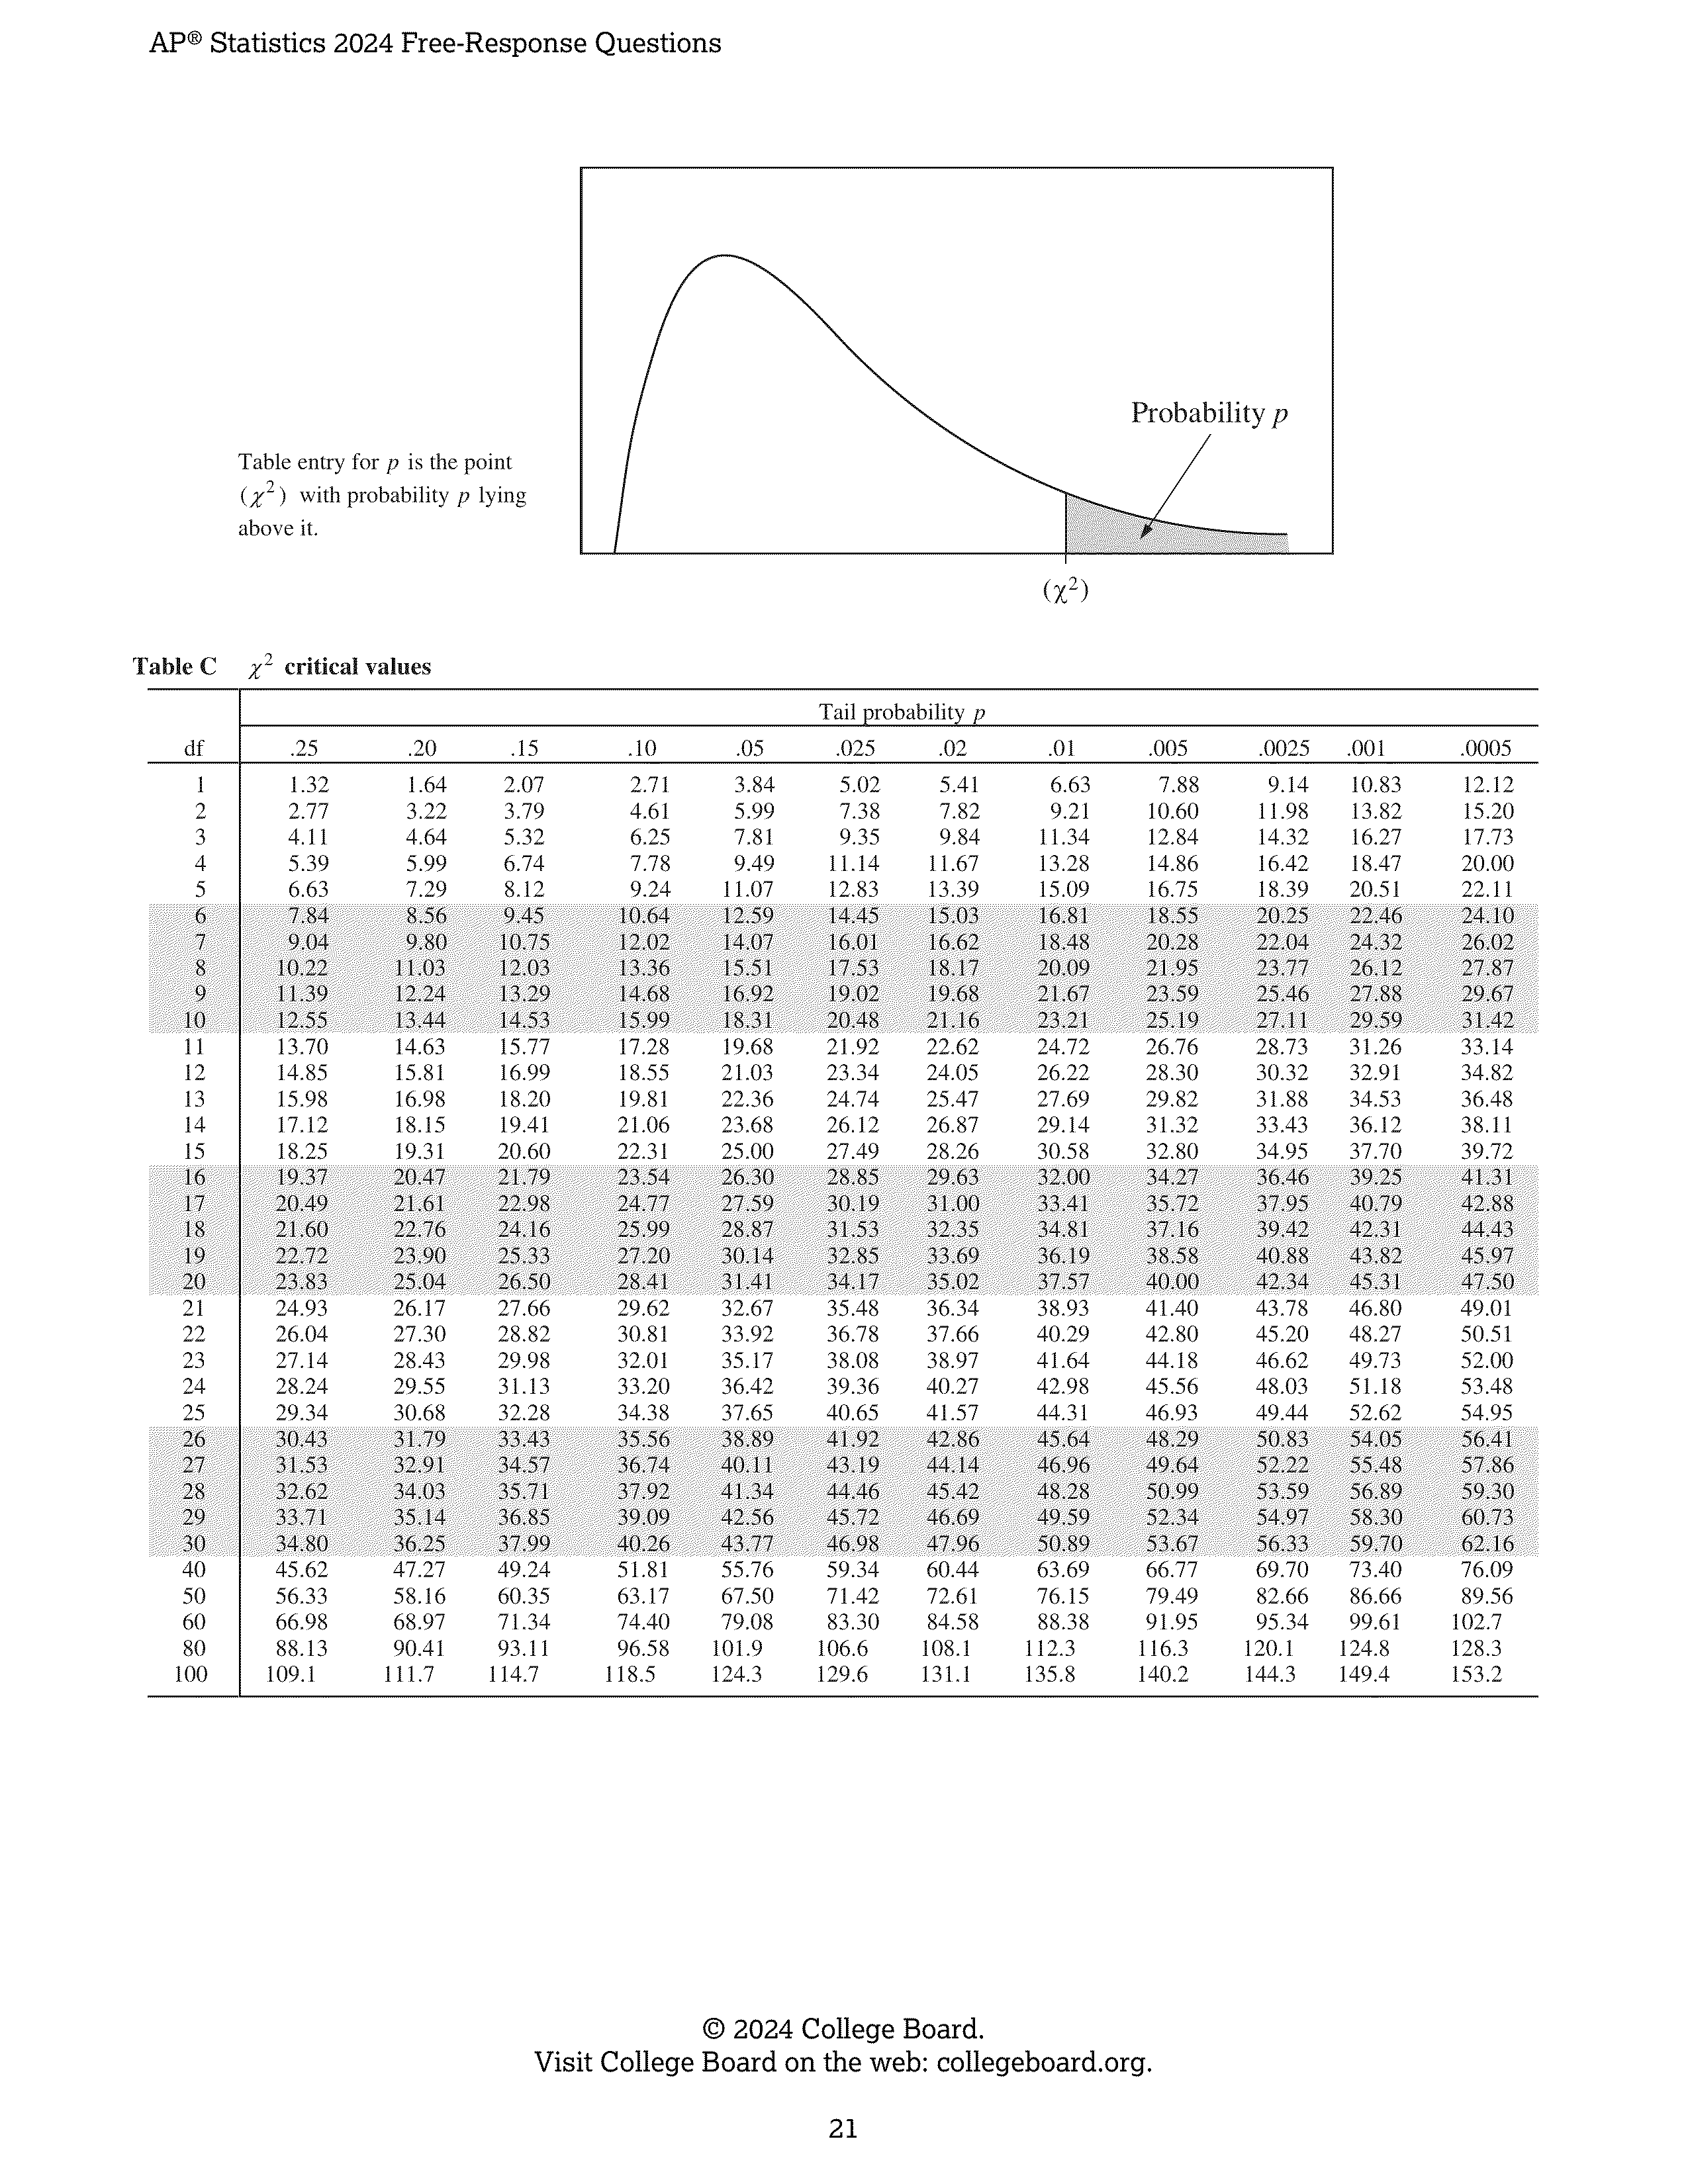 AP® Statistics 2024 Free-Response Questions
Probability p
Table entry for p is the point
(χ²) with probability p lying
above it.
(χ²)
Table C χ² critical values
Tail probability p
df .25 .20 .15 .10 .05 .025 .02 .01 .005 .0025 .001 .0005
1 1.32 1.64 2.07 2.71 3.84 5.02 5.41 6.63 7.88 9.14 10.83 12.12
2 2.77 3.22 3.79 4.61 5.99 7.38 7.82 9.21 10.60 11.98 13.82 15.20
3 4.11 4.64 5.32 6.25 7.81 9.35 9.84 11.34 12.84 14.32 16.27 17.73
4 5.39 5.99 6.74 7.78 9.49 11.14 11.67 13.28 14.86 16.42 18.47 20.00
5 6.63 7.29 8.12 9.24 11.07 12.83 13.39 15.09 16.75 18.39 20.51 22.11
6 7.84 8.56 9.45 10.64 12.59 14.45 15.03 16.81 18.55 20.25 22.46 24.10
7 9.04 9.80 10.75 12.02 14.07 16.01 16.62 18.48 20.28 22.04 24.32 26.02
8 10.22 11.03 12.03 13.36 15.51 17.53 18.17 20.09 21.95 23.77 26.12 27.87
9 11.39 12.24 13.29 14.68 16.92 19.02 19.68 21.67 23.59 25.46 27.88 29.67
10 12.55 13.44 14.53 15.99 18.31 20.48 21.16 23.21 25.19 27.11 29.59 31.42
11 13.70 14.63 15.77 17.28 19.68 21.92 22.62 24.72 26.76 28.73 31.26 33.14
12 14.85 15.81 16.99 18.55 21.03 23.34 24.05 26.22 28.30 30.32 32.91 34.82
13 15.98 16.98 18.20 19.81 22.36 24.74 25.47 27.69 29.82 31.88 34.53 36.48
14 17.12 18.15 19.41 21.06 23.68 26.12 26.87 29.14 31.32 33.43 36.12 38.11
15 18.25 19.31 20.60 22.31 25.00 27.49 28.26 30.58 32.80 34.95 37.70 39.72
16 19.37 20.47 21.79 23.54 26.30 28.85 29.63 32.00 34.27 36.46 39.25 41.31
17 20.49 21.61 22.98 24.77 27.59 30.19 31.00 33.41 35.72 37.95 40.79 42.88
18 21.60 22.76 24.16 25.99 28.87 31.53 32.35 34.81 37.16 39.42 42.31 44.43
19 22.72 23.90 25.33 27.20 30.14 32.85 33.69 36.19 38.58 40.88 43.82 45.97
20 23.83 25.04 26.50 28.41 31.41 34.17 35.02 37.57 40.00 42.34 45.31 47.50
21 24.93 26.17 27.66 29.62 32.67 35.48 36.34 38.93 41.40 43.78 46.80 49.01
22 26.04 27.30 28.82 30.81 33.92 36.78 37.66 40.29 42.80 45.20 48.27 50.51
23 27.14 28.43 29.98 32.01 35.17 38.08 38.97 41.64 44.18 46.62 49.73 52.00
24 28.24 29.55 31.13 33.20 36.42 39.36 40.27 42.98 45.56 48.03 51.18 53.48
25 29.34 30.68 32.28 34.38 37.65 40.65 41.57 44.31 46.93 49.44 52.62 54.95
26 30.43 31.79 33.43 35.56 38.89 41.92 42.86 45.64 48.29 50.83 54.05 56.41
27 31.53 32.91 34.57 36.74 40.11 43.19 44.14 46.96 49.64 52.22 55.48 57.86
28 32.62 34.03 35.71 37.92 41.34 44.46 45.42 48.28 50.99 53.59 56.89 59.30
29 33.71 35.14 36.85 39.09 42.56 45.72 46.69 49.59 52.34 54.97 58.30 60.73
30 34.80 36.25 37.99 40.26 43.77 46.98 47.96 50.89 53.67 56.33 59.70 62.16
40 45.62 47.27 49.24 51.81 55.76 59.34 60.44 63.69 66.77 69.70 73.40 76.09
50 56.33 58.16 60.35 63.17 67.50 71.42 72.61 76.15 79.49 82.66 86.66 89.56
60 66.98 68.97 71.34 74.40 79.08 83.30 84.58 88.38 91.95 95.34 99.61 102.7
80 88.13 90.41 93.11 96.58 101.9 106.6 108.1 112.3 116.3 120.1 124.8 128.3
100 109.1 111.7 114.7 118.5 124.3 129.6 131.1 135.8 140.2 144.3 149.4 153.2
© 2024 College Board.
Visit College Board on the web: collegeboard.org.
21